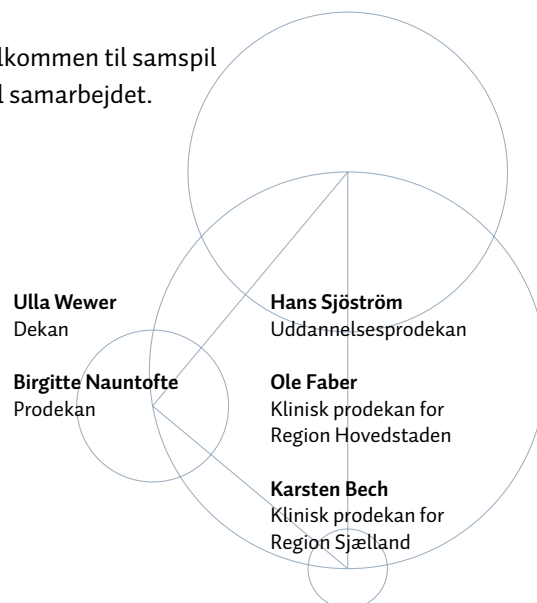 lkommen til samspil
l samarbejdet.
Ulla Wewer
Dekan
Birgitte Nauntofte
Prodekan
Hans Sjöström
Uddannelsesprodekan
Ole Faber
Klinisk prodekan for
Region Hovedstaden
Karsten Bech
Klinisk prodekan for
Region Sjælland